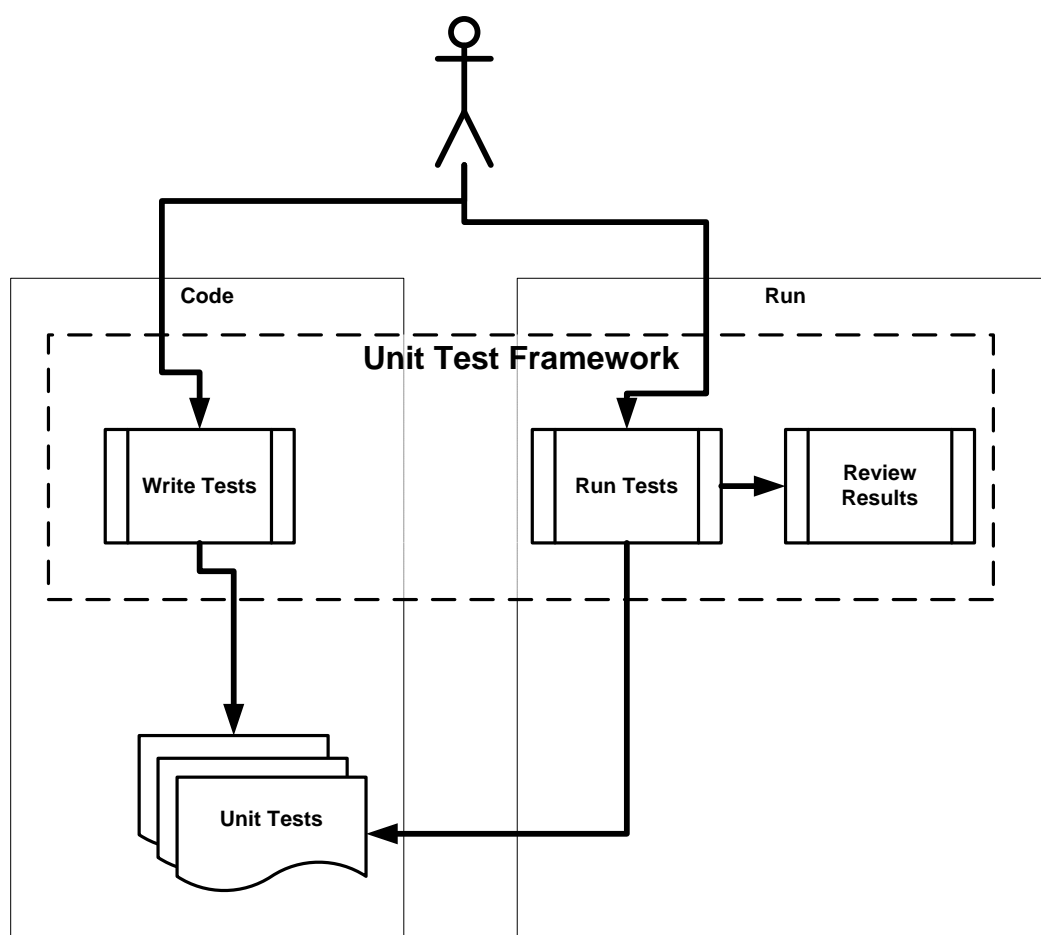 Code
Run
Unit Test Framework
Write Tests
Run Tests
Review
Results
Unit Tests